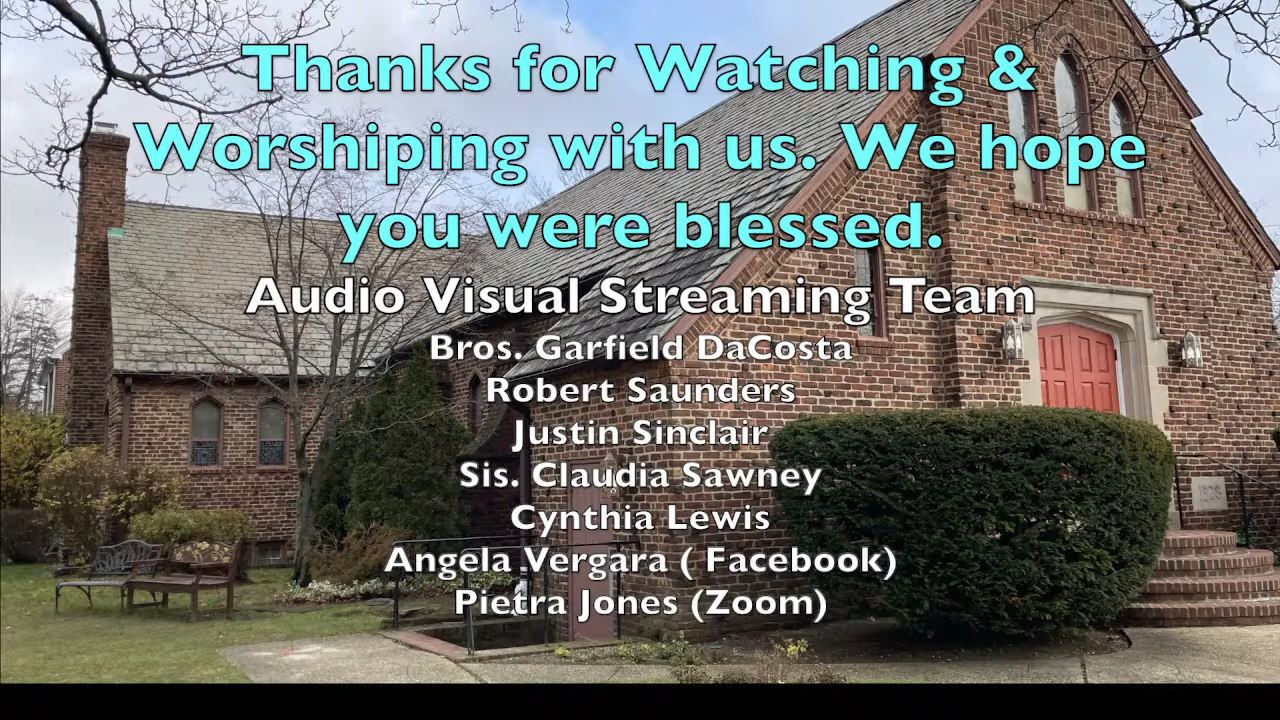 Thanks for Watching &
Worshiping with us. We hope
you were blessed.
Audio Visual Streaming Team
Bros. Garfield DaCosta
Robert Saunders
Justin Sinclair
Sis. Claudia Sawney
Cynthia Lewis
Angela Vergara ( Facebook)
Pietra Jones (Zoom)